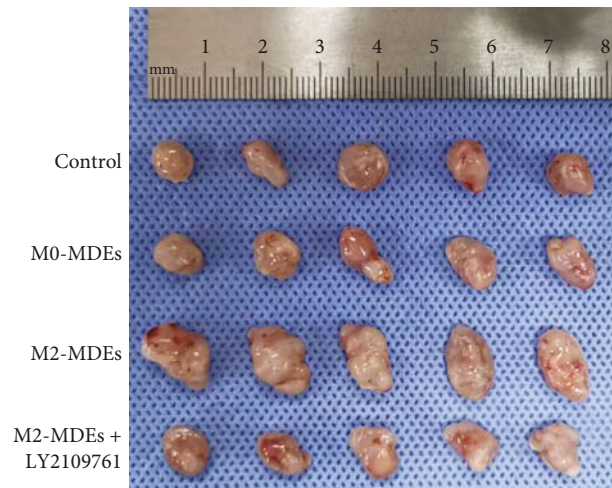 1 2 3 4 5 6 7 8
mm
Control
M0-MDEs
M2-MDEs
M2-MDEs +
LY2109761